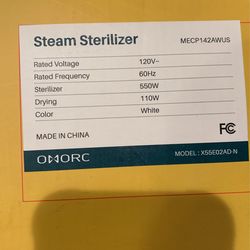 Steam Sterilizer MECP142AWUS
Rated Voltage 120V~
Rated Frequency 60Hz
Sterilizer 550W
Drying 110W
Color White
MADE IN CHINA FC
OMORC MODEL : X55E02AD-N